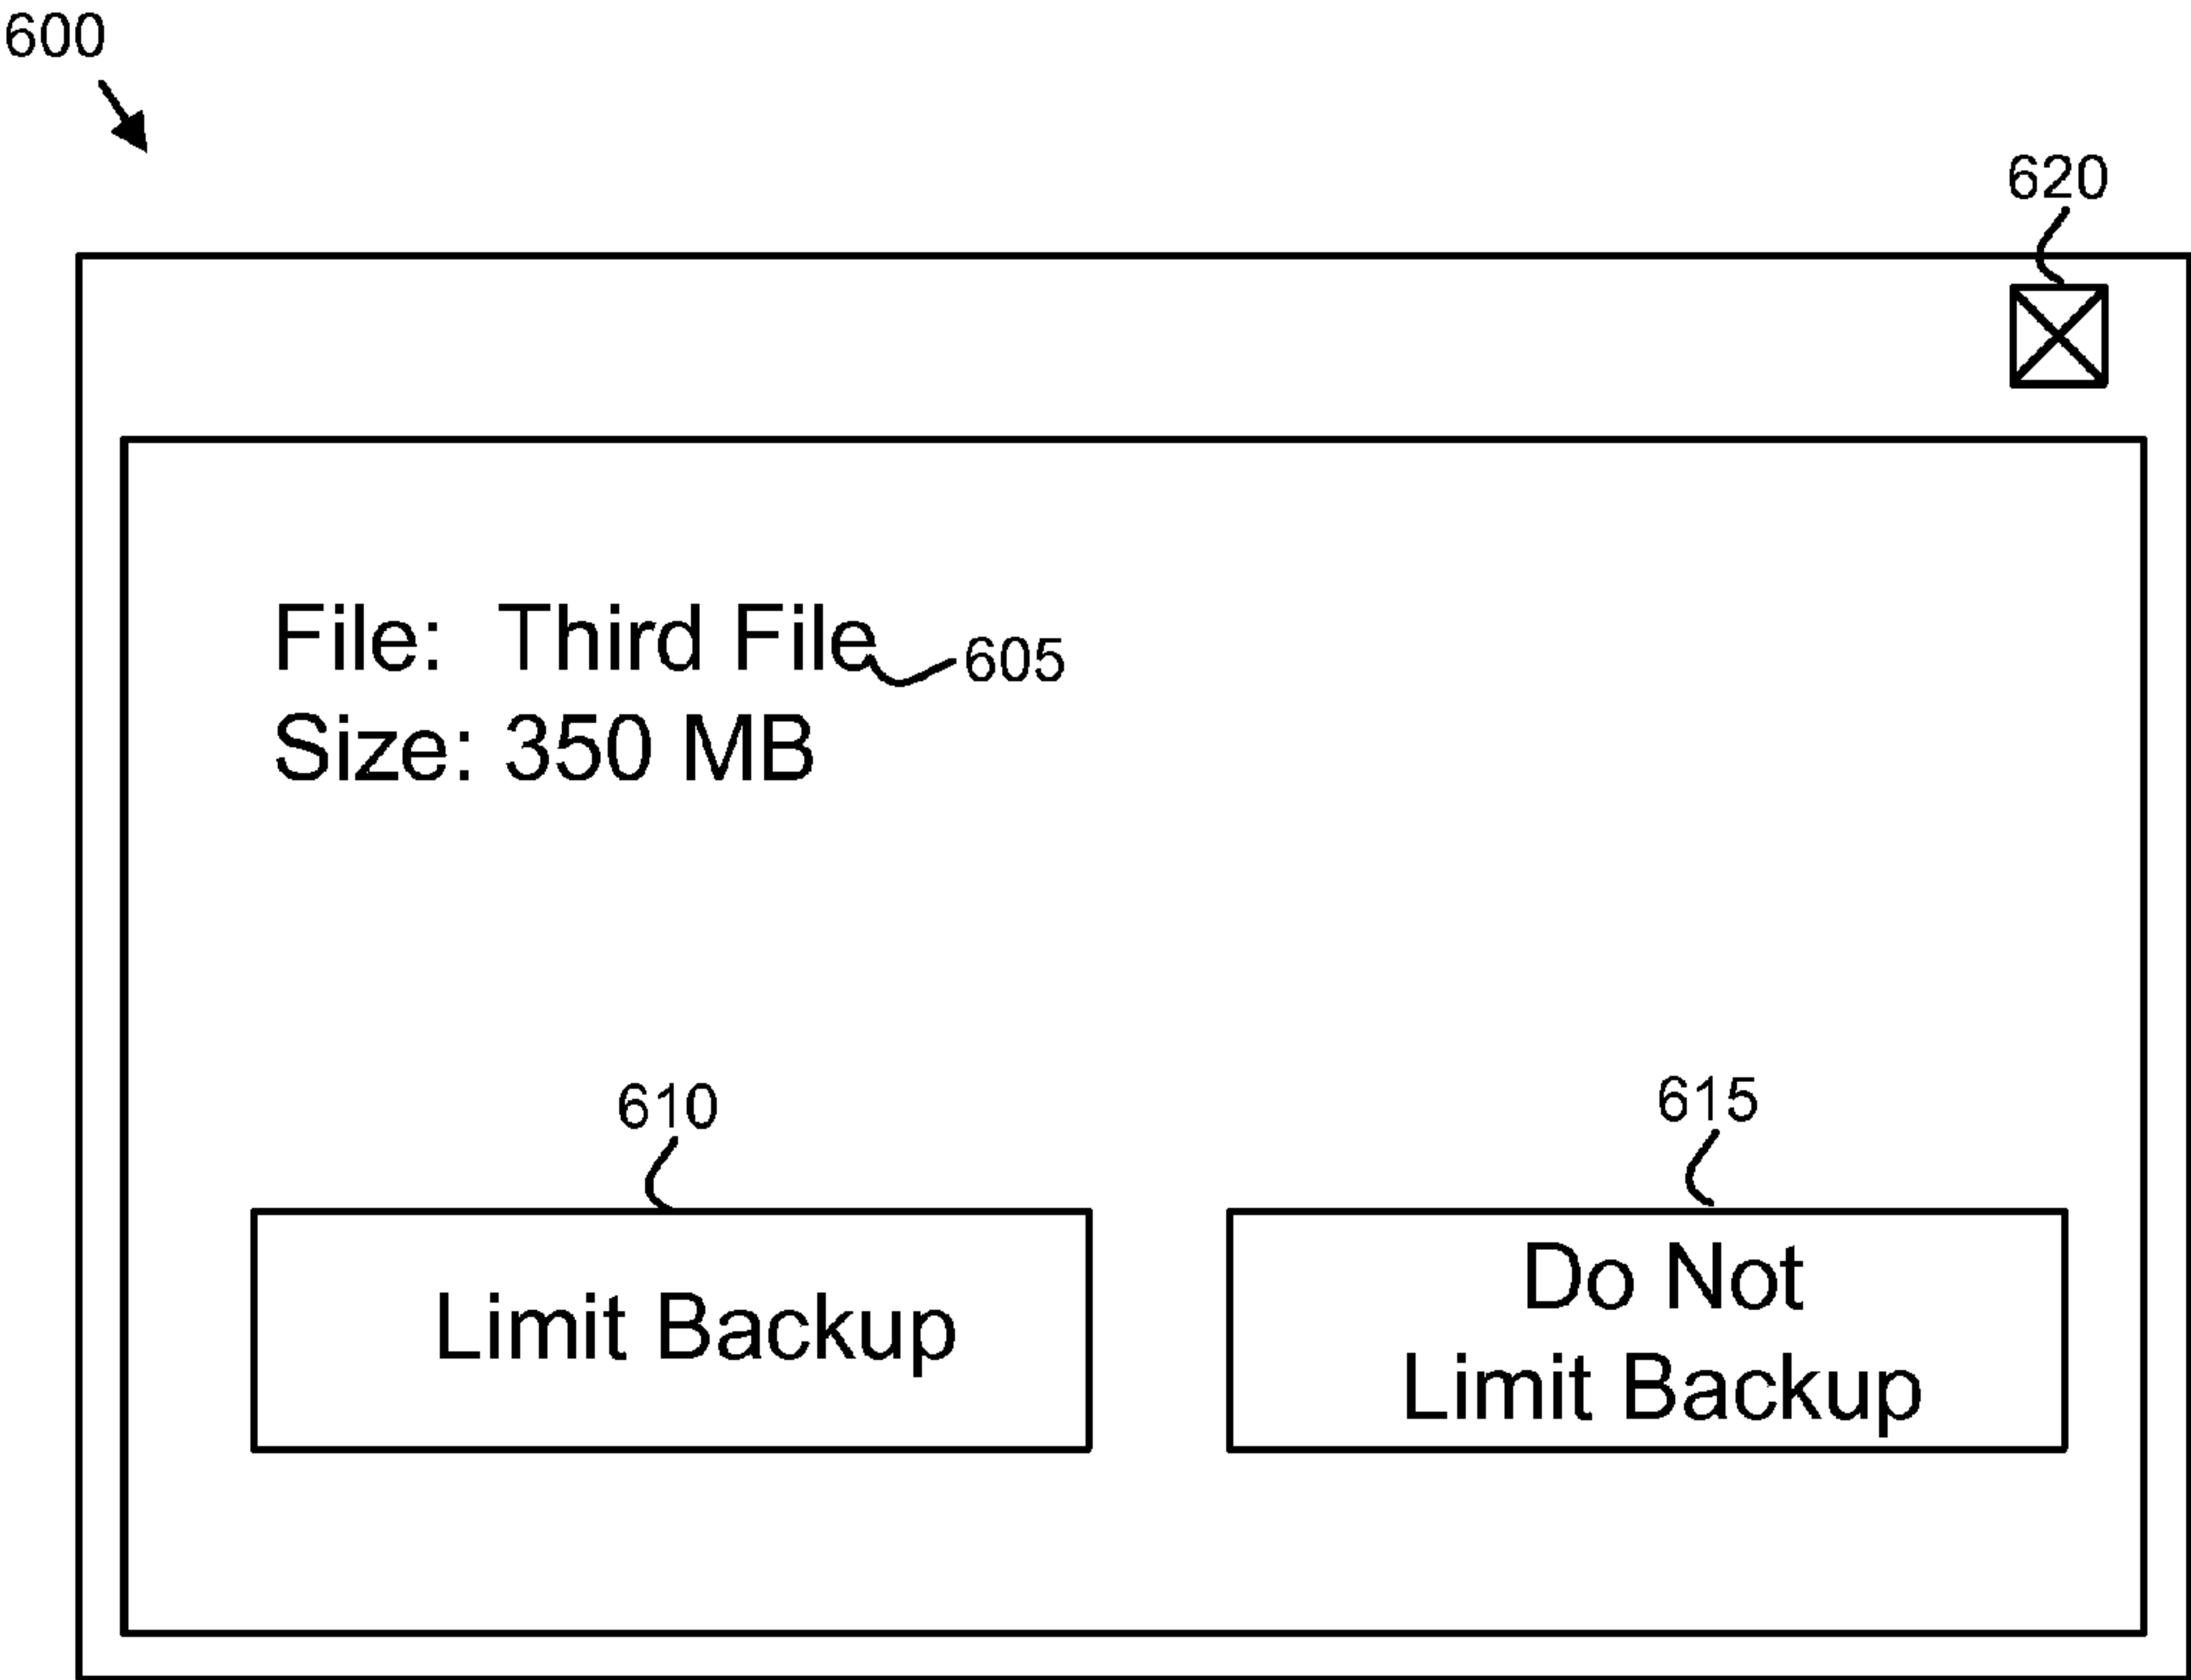 600
620
File: Third File
605
Size: 350 MB
610
615
Limit Backup
Do Not
Limit Backup